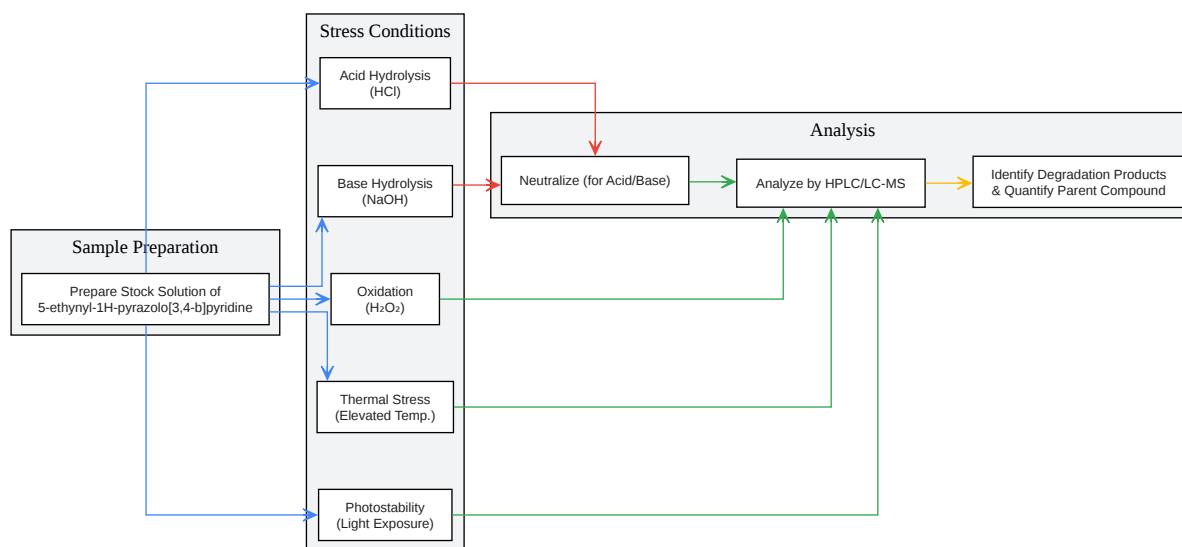 Stress Conditions
Acid Hydrolysis
(HCl)
Analysis
Base Hydrolysis
(NaOH)
Neutralize (for Acid/Base)
Analyze by HPLC/LC-MS
Identify Degradation Products
& Quantify Parent Compound
Sample Preparation
Prepare Stock Solution of
5-ethynyl-1H-pyrazolo[3,4-b]pyridine
Oxidation
(H₂O₂)
Thermal Stress
(Elevated Temp.)
Photostability
(Light Exposure)